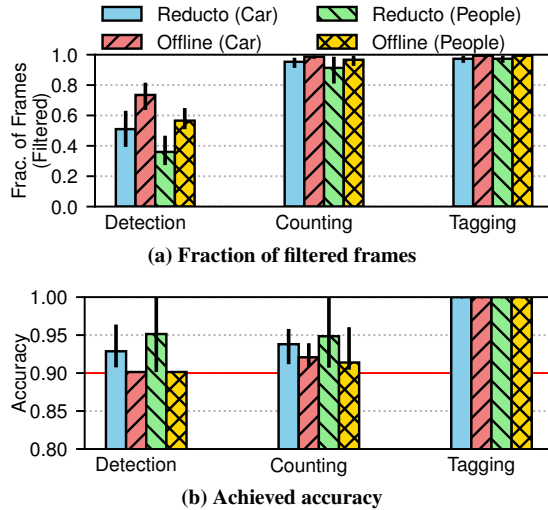 Reducto (Car) Reducto (People)
Offline (Car) Offline (People)
1.0
0.8
0.6
0.4
0.2
0.0
Frac. of Frames
(Filtered)
Detection Counting Tagging
(a) Fraction of filtered frames
1.00
0.95
0.90
0.85
0.80
Accuracy
Detection Counting Tagging
(b) Achieved accuracy